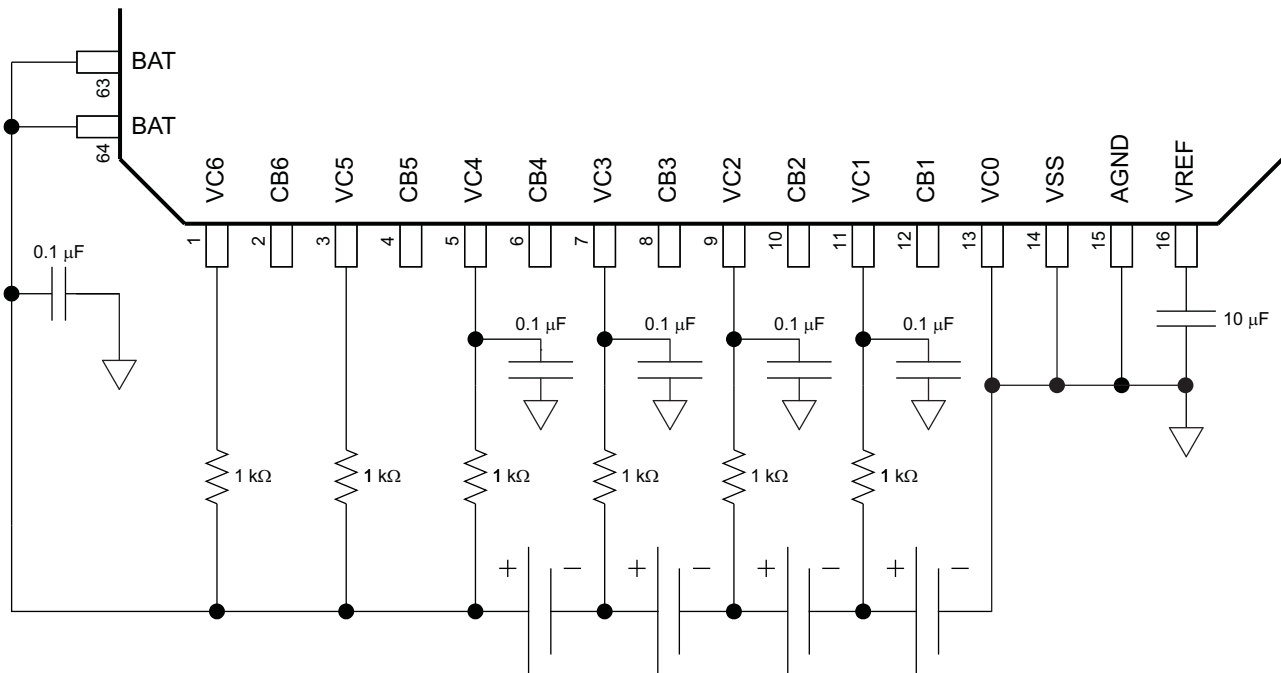 BAT
63
BAT
64
VC6 CB6 VC5 CB5 VC4 CB4 VC3 CB3 VC2 CB2 VC1 CB1 VC0 VSS AGND VREF
1 2 3 4 5 6 7 8 9 10 11 12 13 14 15 16
0.1 μF
0.1 μF 0.1 μF 0.1 μF 0.1 μF 10 μF
1 kΩ 1 kΩ 1 kΩ 1 kΩ 1 kΩ 1 kΩ
+ − + − + − + −